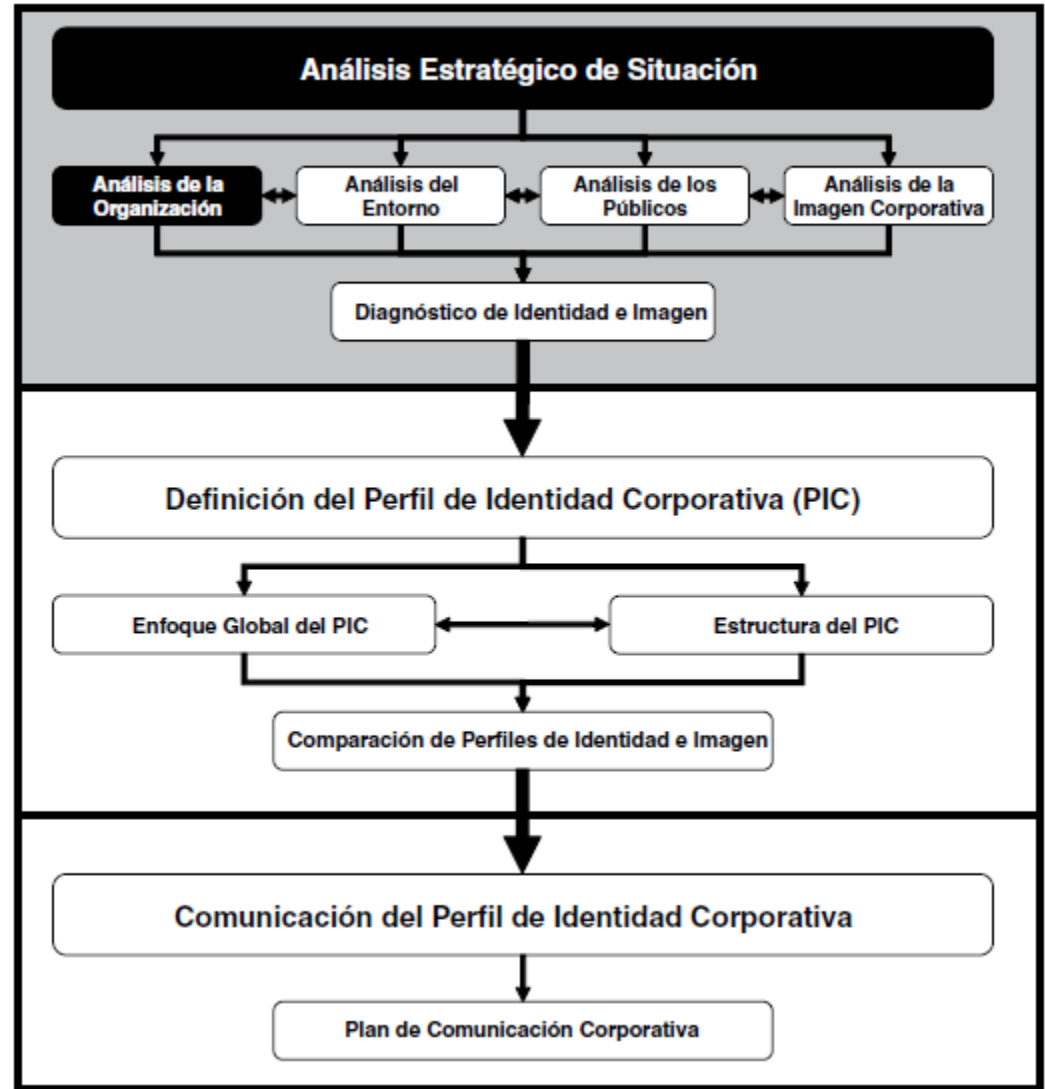 Análisis Estratégico de Situación
Análisis de la
Organización
Análisis del
Entorno
Análisis de los
Públicos
Análisis de la
Imagen Corporativa
Diagnóstico de Identidad e Imagen
Definición del Perfil de Identidad Corporativa (PIC)
Enfoque Global del PIC
Estructura del PIC
Comparación de Perfiles de Identidad e Imagen
Comunicación del Perfil de Identidad Corporativa
Plan de Comunicación Corporativa